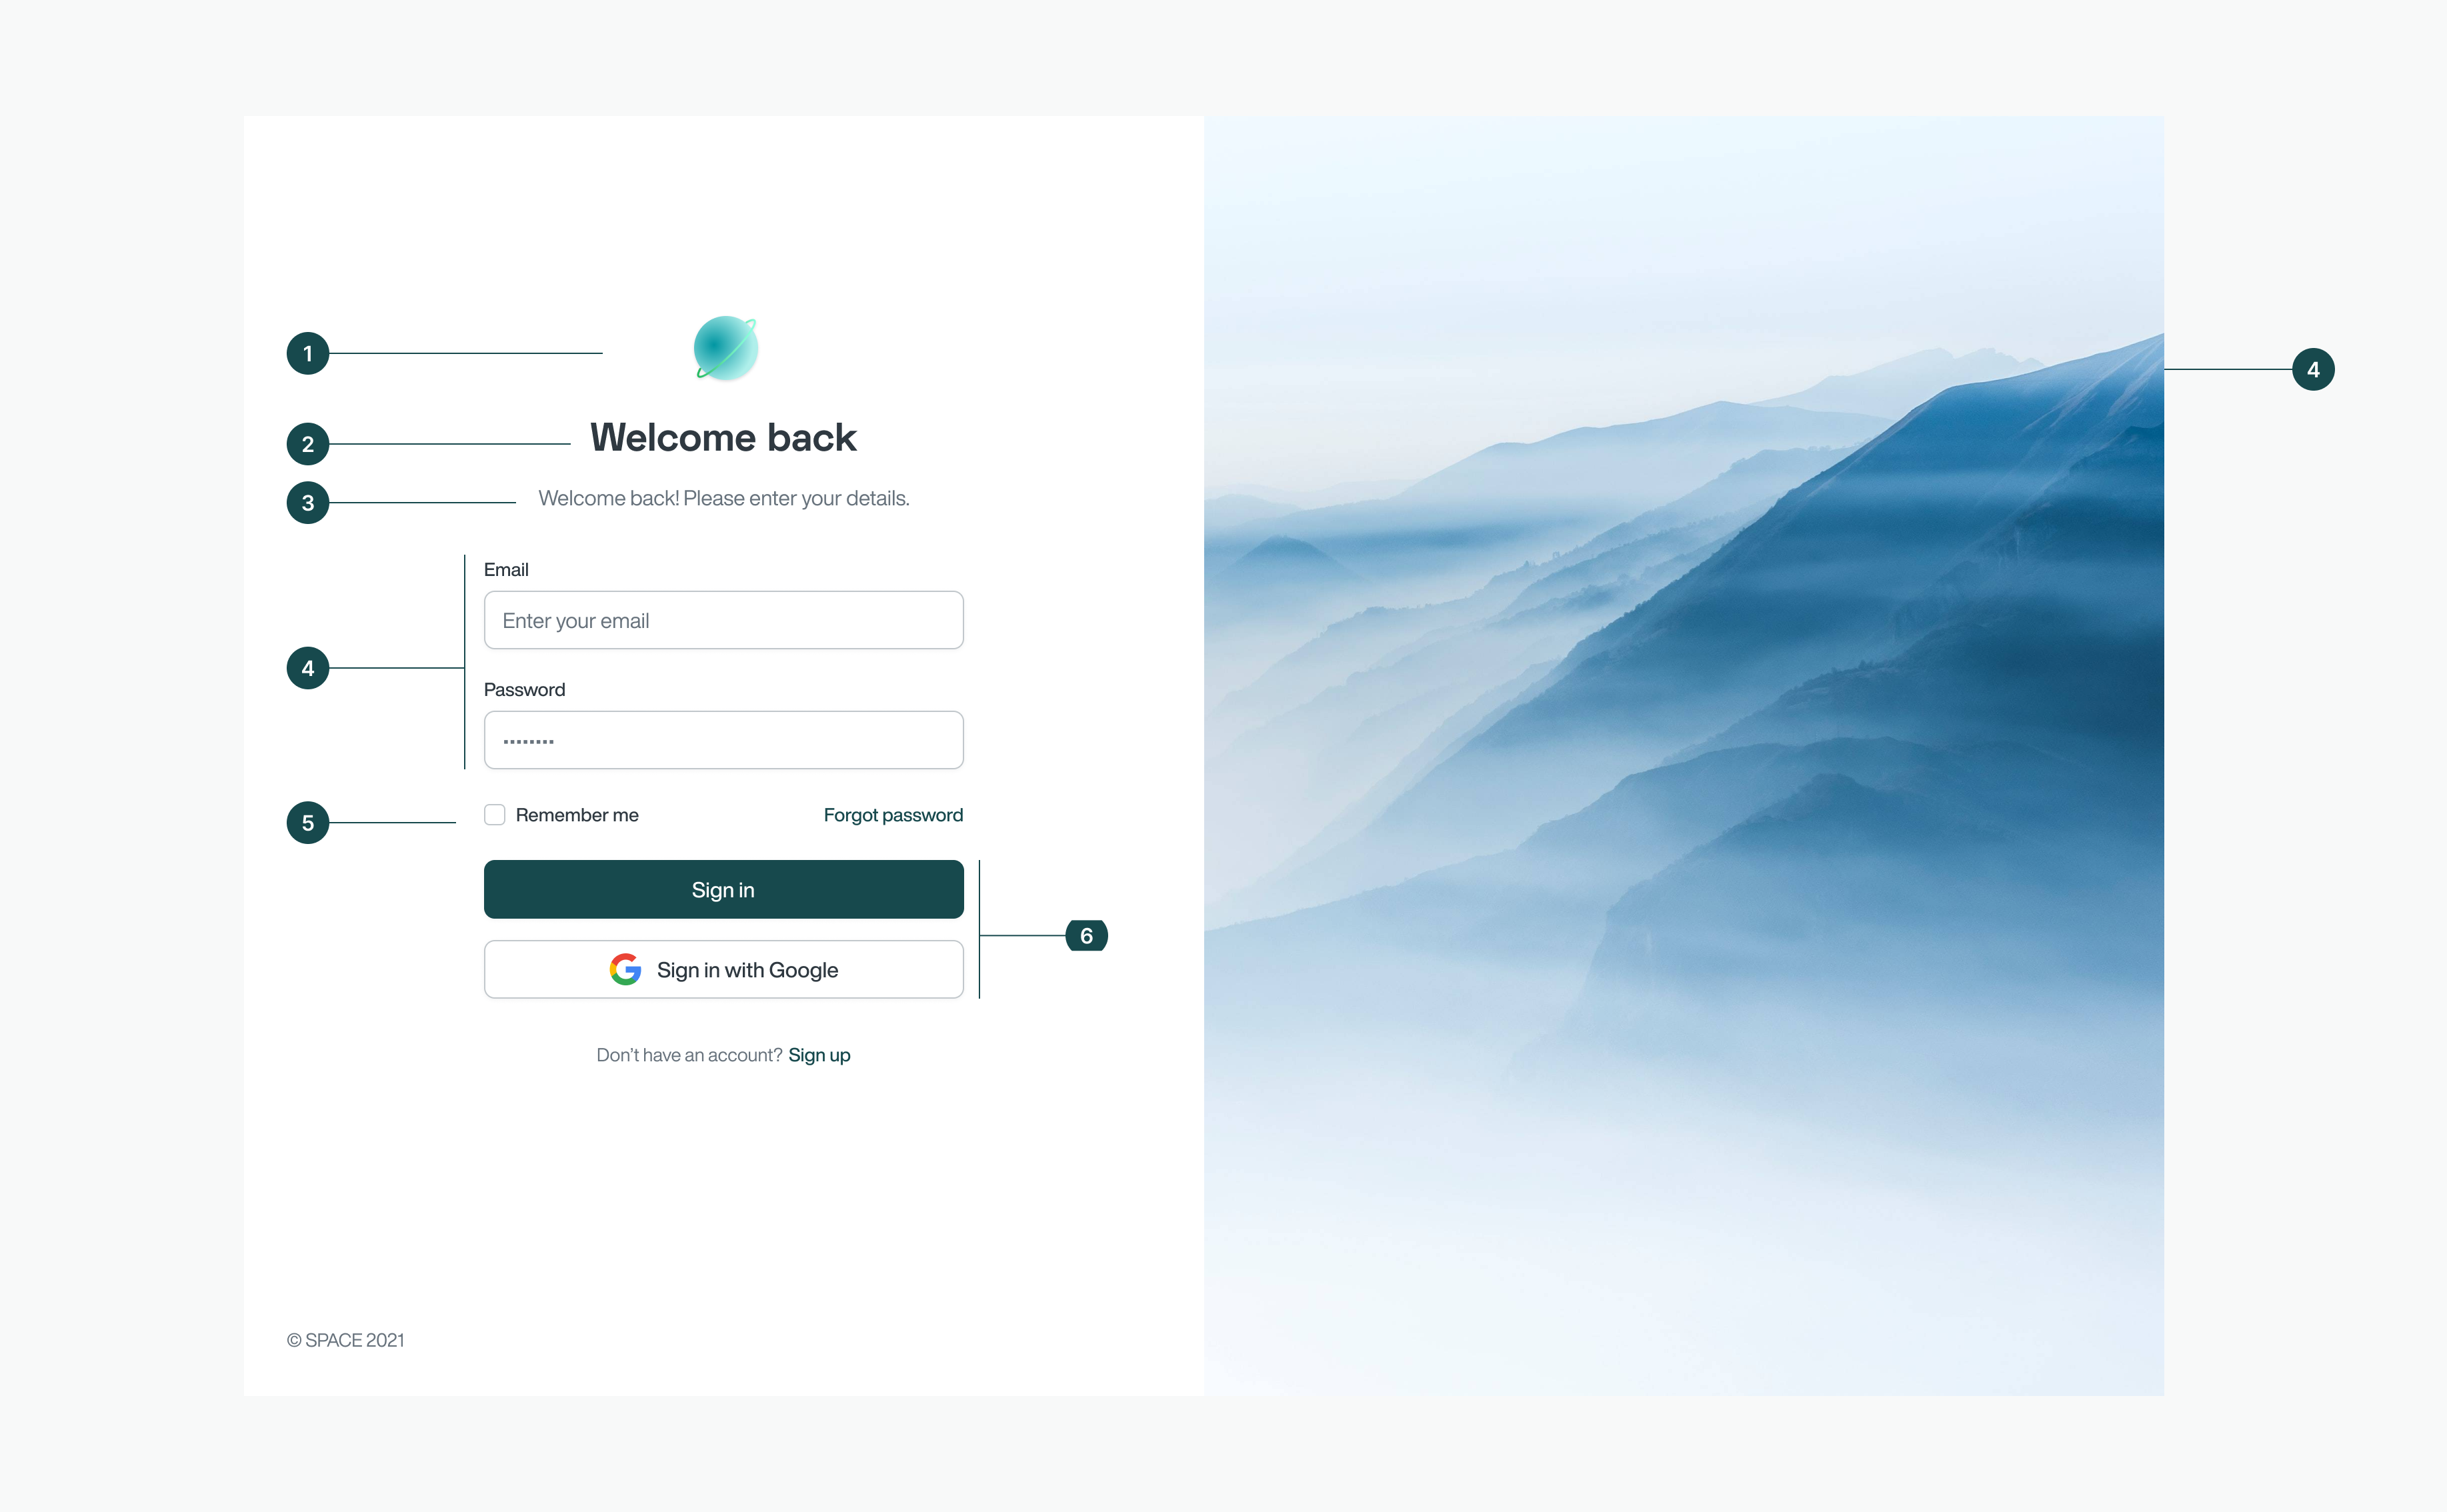 1
4
2
Welcome back
3
Welcome back! Please enter your details.
Email
Enter your email
4
Password
5
Remember me
Forgot password
Sign in
6
Sign in with Google
Don’t have an account? Sign up
© SPACE 2021